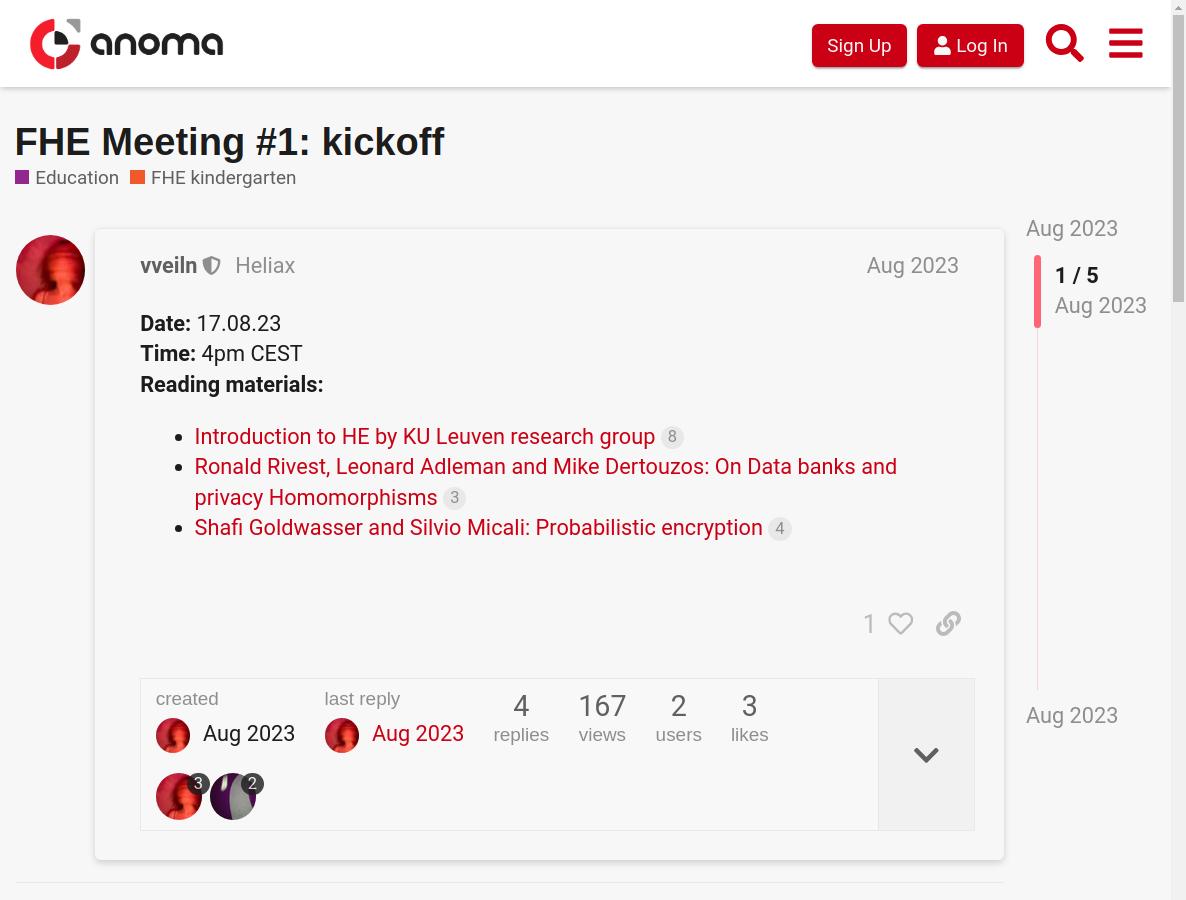 anoma
Sign Up
Log In
FHE Meeting #1: kickoff
Education FHE kindergarten
Aug 2023
vveiln Heliax Aug 2023
1 / 5
Aug 2023
Date: 17.08.23
Time: 4pm CEST
Reading materials:
Introduction to HE by KU Leuven research group 8
Ronald Rivest, Leonard Adleman and Mike Dertouzos: On Data banks and
privacy Homomorphisms 3
Shafi Goldwasser and Silvio Micali: Probabilistic encryption 4
1
created
Aug 2023
last reply
Aug 2023
4
replies
167
views
2
users
3
likes
3
2
Aug 2023